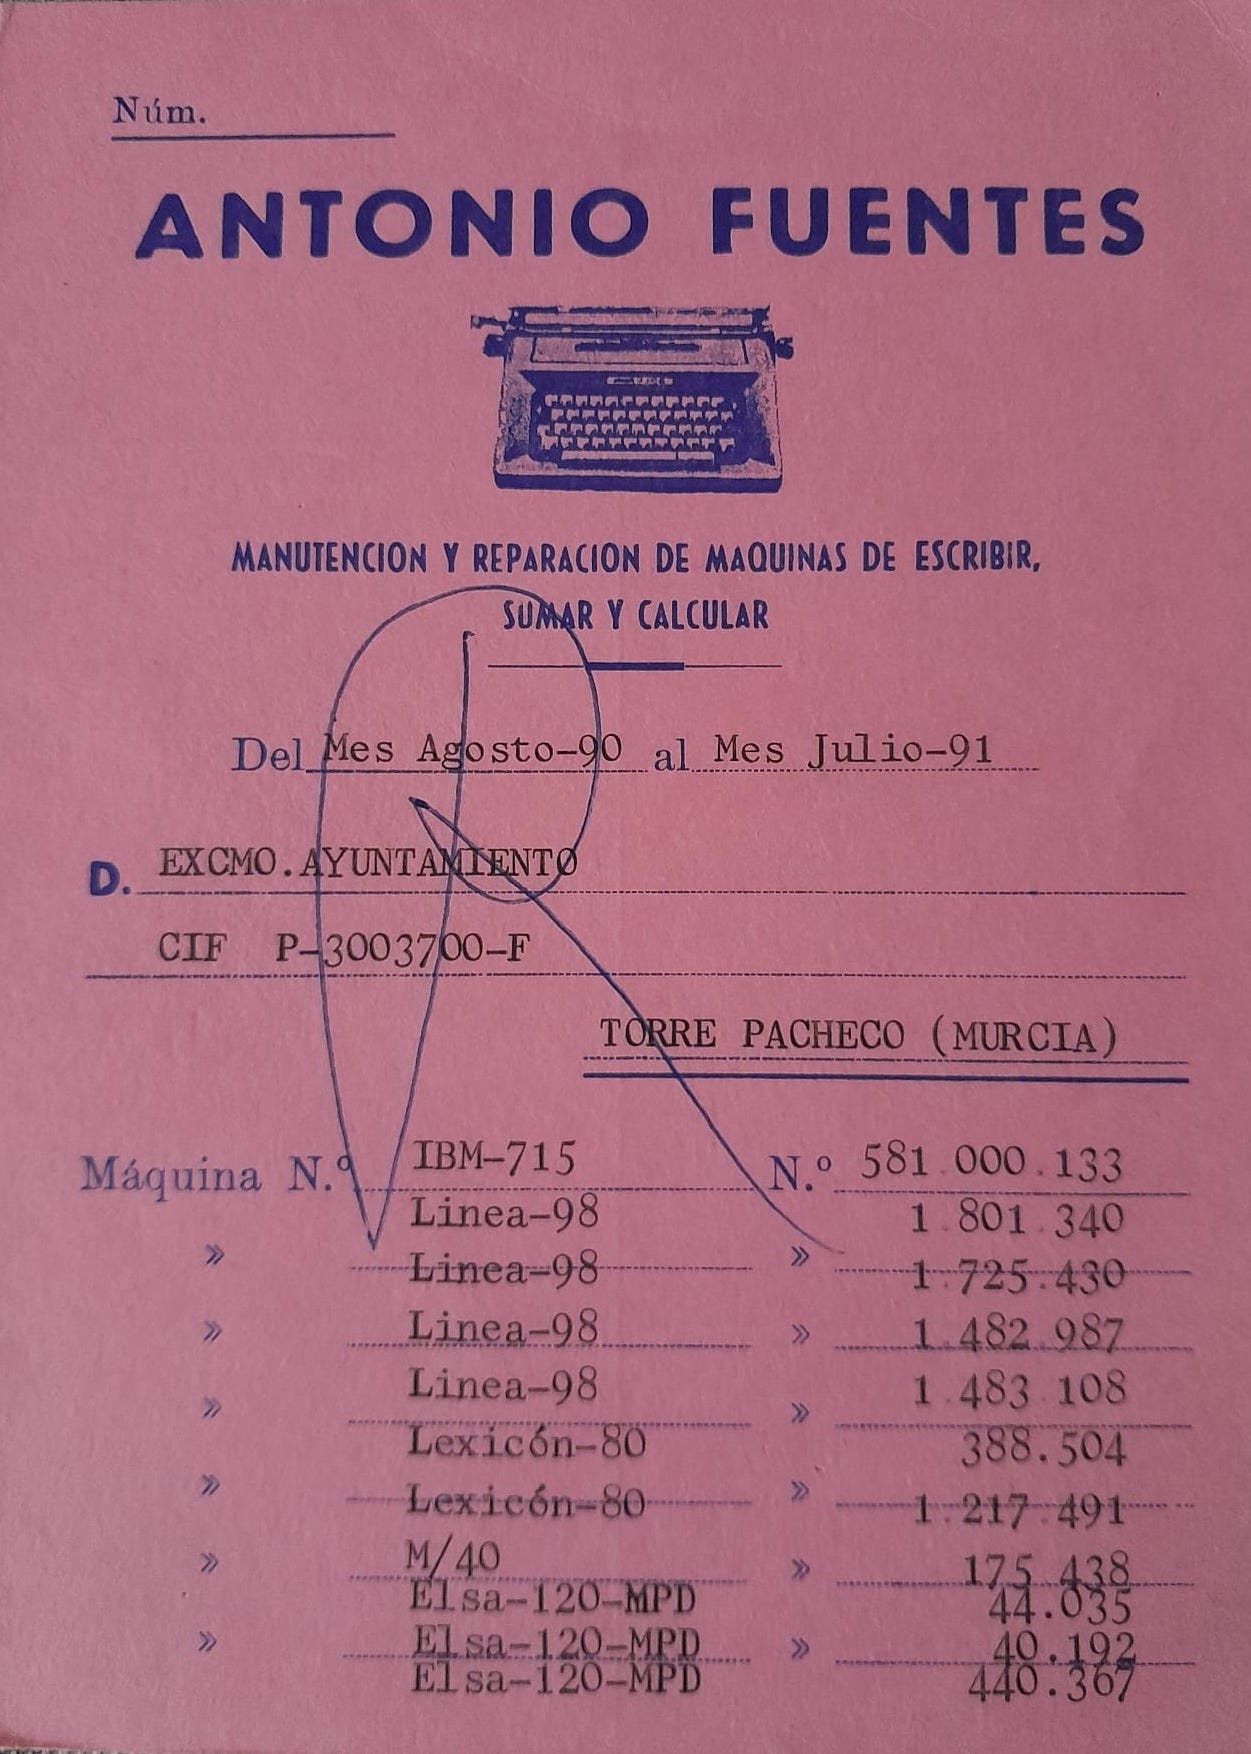 Núm.
ANTONIO FUENTES
MANUTENCION Y REPARACION DE MAQUINAS DE ESCRIBIR,
SUMAR Y CALCULAR
Del Mes Agosto-90 al Mes Julio-91
D. EXCMO.AYUNTAMIENTO
CIF P-3003700-F
TORRE PACHECO (MURCIA)
Máquina N.º IBM-715 N.º 581.000.133
Linea-98 1.801.340
» Linea-98 » 1.725.430
» Linea-98 » 1.482.987
» Linea-98 » 1.483.108
Lexicón-80 388.504
» Lexicón-80 » 1.217.491
» M/40 » 175.438
Elsa-120-MPD 44.035
» Elsa-120-MPD » 40.192
Elsa-120-MPD 440.367